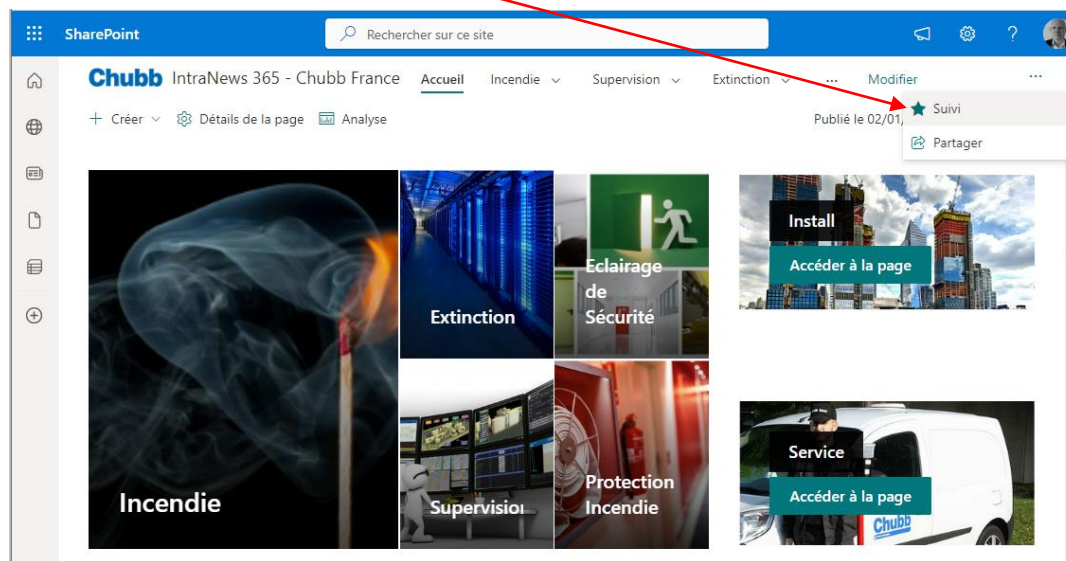 SharePoint
Rechercher sur ce site
?
Chubb IntraNews 365 - Chubb France Accueil Incendie Supervision Extinction ... Modifier ...
+ Créer Détails de la page Analyse
Publié le 02/01/
Suivi
Partager
Incendie
Extinction
Eclairage
de
Sécurité
Supervision
Protection
Incendie
Install
Accéder à la page
Service
Accéder à la page
Chubb